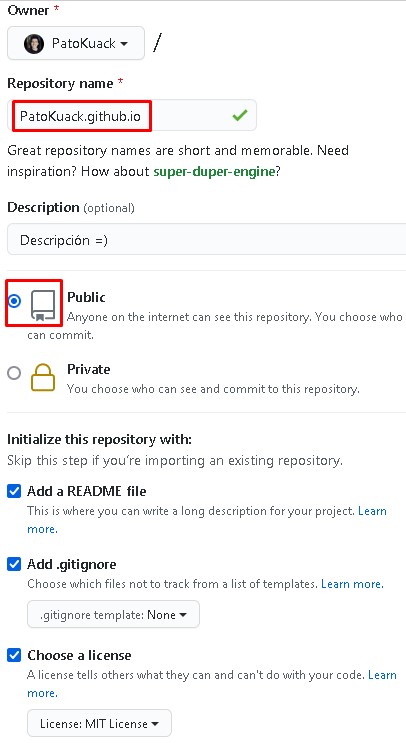 Owner *
PatoKuack /
Repository name *
PatoKuack.github.io
Great repository names are short and memorable. Need
inspiration? How about super-duper-engine?
Description (optional)
Descripción =)
Public
Anyone on the internet can see this repository. You choose who
can commit.
Private
You choose who can see and commit to this repository.
Initialize this repository with:
Skip this step if you're importing an existing repository.
Add a README file
This is where you can write a long description for your project. Learn
more.
Add .gitignore
Choose which files not to track from a list of templates. Learn more.
.gitignore template: None
Choose a license
A license tells others what they can and can't do with your code. Learn
more.
License: MIT License